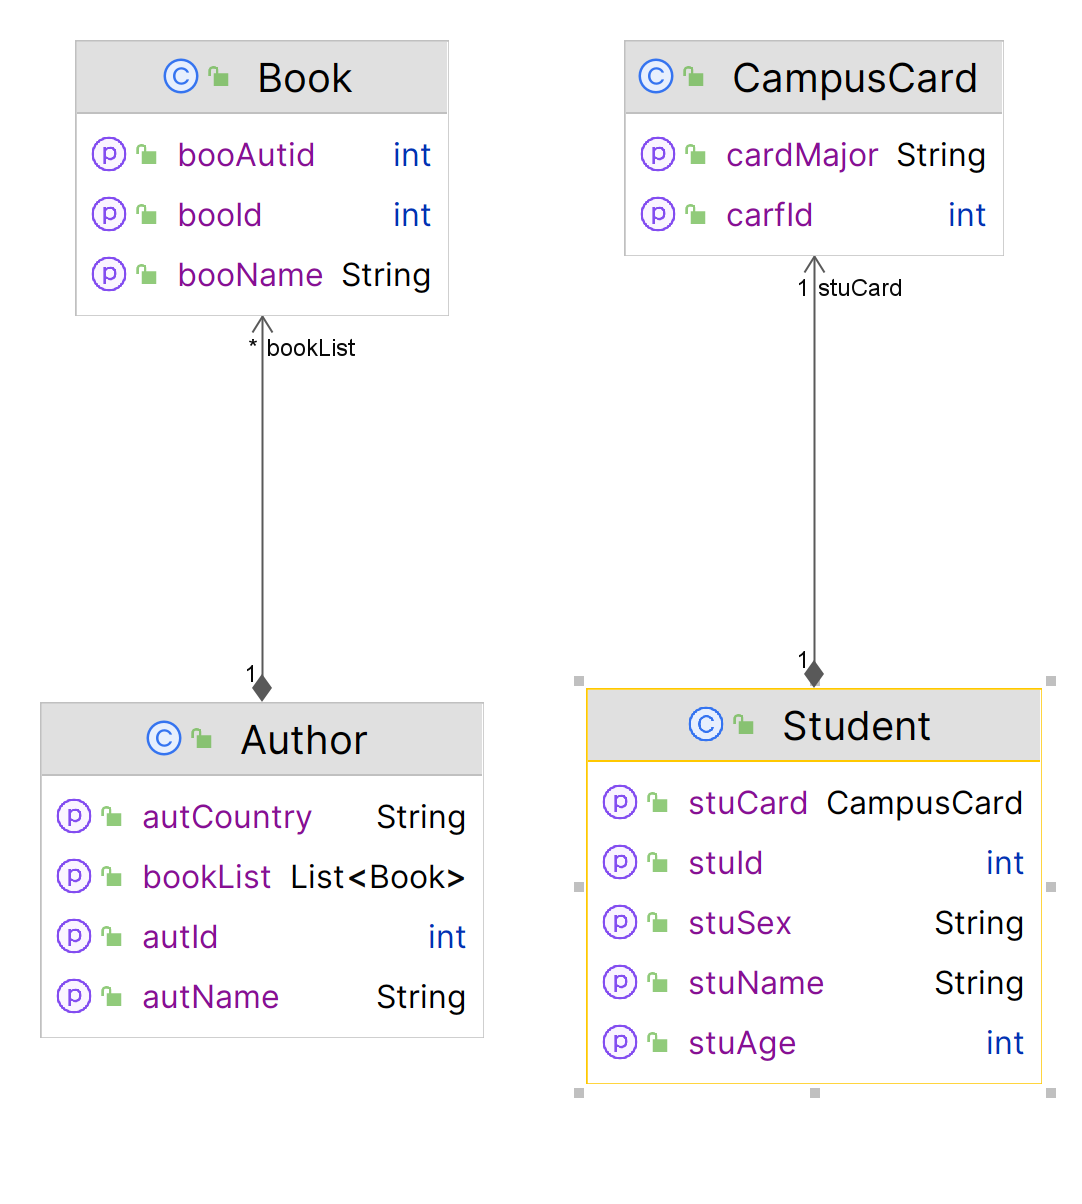 Book
booAutid int
booId int
booName String
* bookList
1
Author
autCountry String
bookList List<Book>
autId int
autName String
CampusCard
cardMajor String
carfId int
1 stuCard
1
Student
stuCard CampusCard
stuId int
stuSex String
stuName String
stuAge int